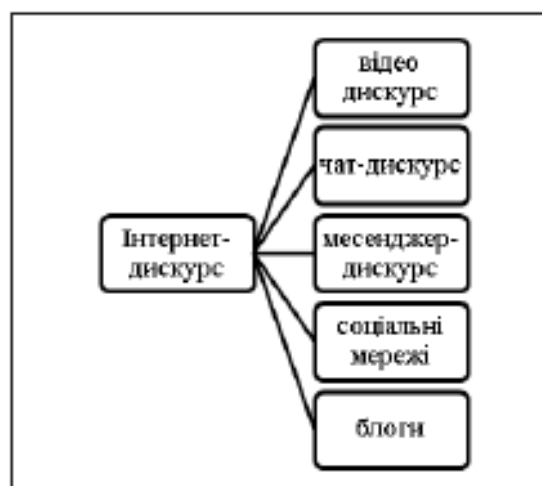 відео
дискурс
чат-дискурс
Інтернет-
дискурс
месенджер-
дискурс
соціальні
мережі
блоги